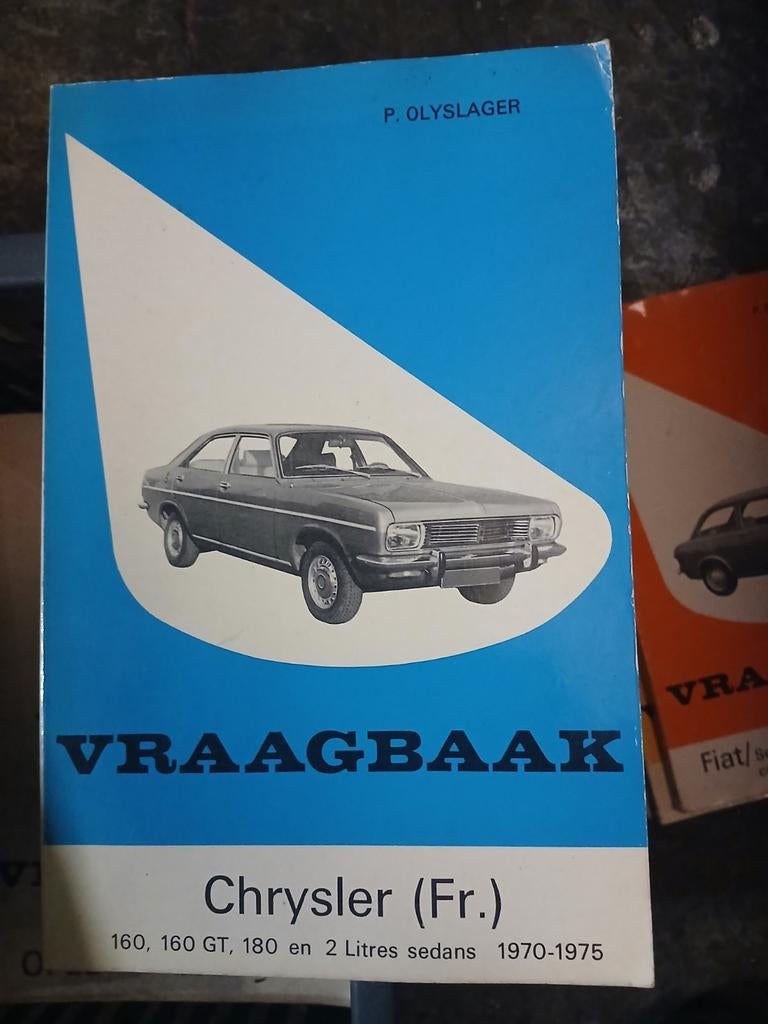 P. OLYSLAGER
VRAAGBAAK
Chrysler (Fr.)
160, 160 GT, 180 en 2 Litres sedans 1970-1975
VRA
Fiat/